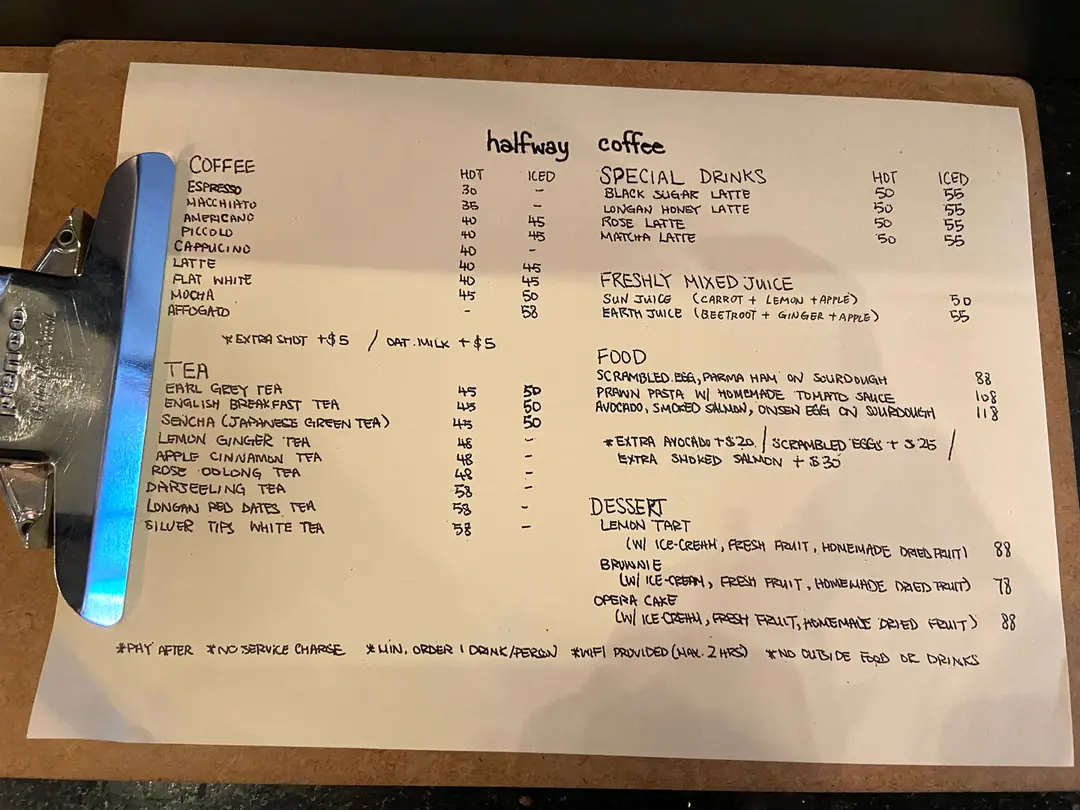 halfway coffee
COFFEE HOT ICED
ESPRESSO 30 -
MACCHIATO 35 -
AMERICANO 40 45
PICCOLO 40 45
CAPPUCINO 40 -
LATTE 40 45
FLAT WHITE 40 45
MOCHA 45 50
AFFOGATO - 58
*EXTRA SHOT +$5 / OAT MILK +$5
TEA
EARL GREY TEA 45 50
ENGLISH BREAKFAST TEA 45 50
SENCHA (JAPANESE GREEN TEA) 45 50
LEMON GINGER TEA 48 -
APPLE CINNAMON TEA 48 -
ROSE OOLONG TEA 48 -
DARJEELING TEA 58 -
LONGAN RED DATES TEA 58 -
SILVER TIPS WHITE TEA 58 -
SPECIAL DRINKS HOT ICED
BLACK SUGAR LATTE 50 55
LONGAN HONEY LATTE 50 55
ROSE LATTE 50 55
MATCHA LATTE 50 55
FRESHLY MIXED JUICE
SUN JUICE (CARROT + LEMON + APPLE) 50
EARTH JUICE (BEETROOT + GINGER + APPLE) 55
FOOD
SCRAMBLED EGG, PARMA HAM ON SOURDOUGH 88
PRAWN PASTA W/ HOMEMADE TOMATO SAUCE 108
AVOCADO, SMOKED SALMON, ONSEN EGG ON SOURDOUGH 118
*EXTRA AVOCADO +$20 / SCRAMBLED EGGS + $25 /
EXTRA SMOKED SALMON + $30
DESSERT
LEMON TART
(W/ ICE-CREAM, FRESH FRUIT, HOMEMADE DRIED FRUIT) 88
BROWNIE
(W/ ICE-CREAM, FRESH FRUIT, HOMEMADE DRIED FRUIT) 78
OPERA CAKE
(W/ ICE-CREAM, FRESH FRUIT, HOMEMADE DRIED FRUIT) 88
*PAY AFTER *NO SERVICE CHARGE *MIN. ORDER 1 DRINK/PERSON *WIFI PROVIDED (MAX. 2 HRS) *NO OUTSIDE FOOD OR DRINKS
penco